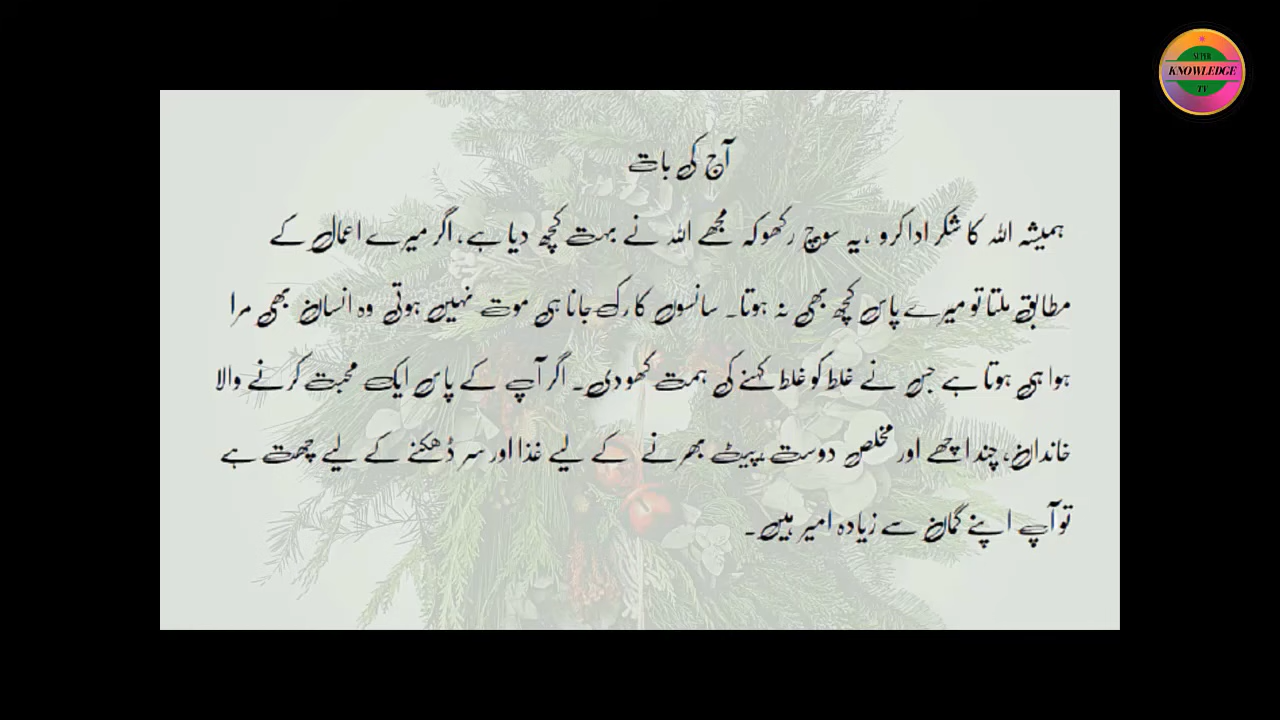 SUPER
KNOWLEDGE
TV
آج کی بات
ہمیشہ اللہ کا شکر ادا کرو ،یہ سوچ رکھو کہ مجھے اللہ نے بہت کچھ دیا ہے، اگر میرے اعمال کے
مطابق ملتا تو میرے پاس کچھ بھی نہ ہوتا۔ سانسوں کا رک جانا ہی موت نہیں ہوتی وہ انسان بھی مرا
ہوا ہی ہوتا ہے جس نے غلط کو غلط کہنے کی ہمت کھو دی۔ اگر آپ کے پاس ایک محبت کرنے والا
خاندان، چند اچھے اور مخلص دوست ،پیٹ بھرنے کے لیے غذا اور سر ڈھکنے کے لیے چھت ہے
تو آپ اپنے گمان سے زیادہ امیر ہیں۔